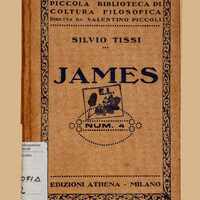 PICCOLA BIBLIOTECA DI
COLTURA FILOSOFICA
DIRETTA DA VALENTINO PICCOLI
SILVIO TISSI
JAMES
E.L.
NUM. 4
EDIZIONI ATHENA - MILANO